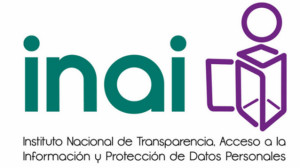 inai
Instituto Nacional de Transparencia, Acceso a la
Información y Protección de Datos Personales